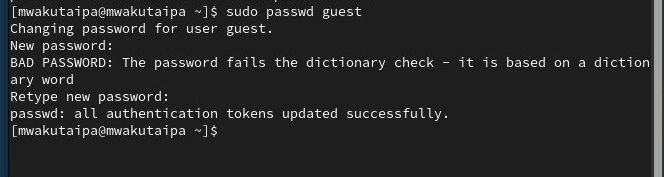 [mwakutaipa@mwakutaipa ~]$ sudo passwd guest
Changing password for user guest.
New password:
BAD PASSWORD: The password fails the dictionary check - it is based on a diction
ary word
Retype new password:
passwd: all authentication tokens updated successfully.
[mwakutaipa@mwakutaipa ~]$